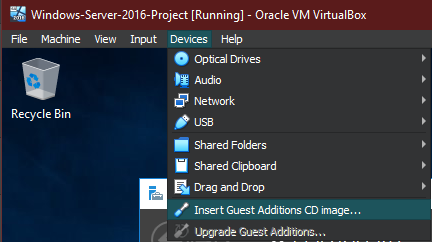 Windows-Server-2016-Project [Running] - Oracle VM VirtualBox
File Machine View Input Devices Help
Optical Drives
Audio
Network
USB
Shared Folders
Shared Clipboard
Drag and Drop
Insert Guest Additions CD image...
Upgrade Guest Additions...
Recycle Bin